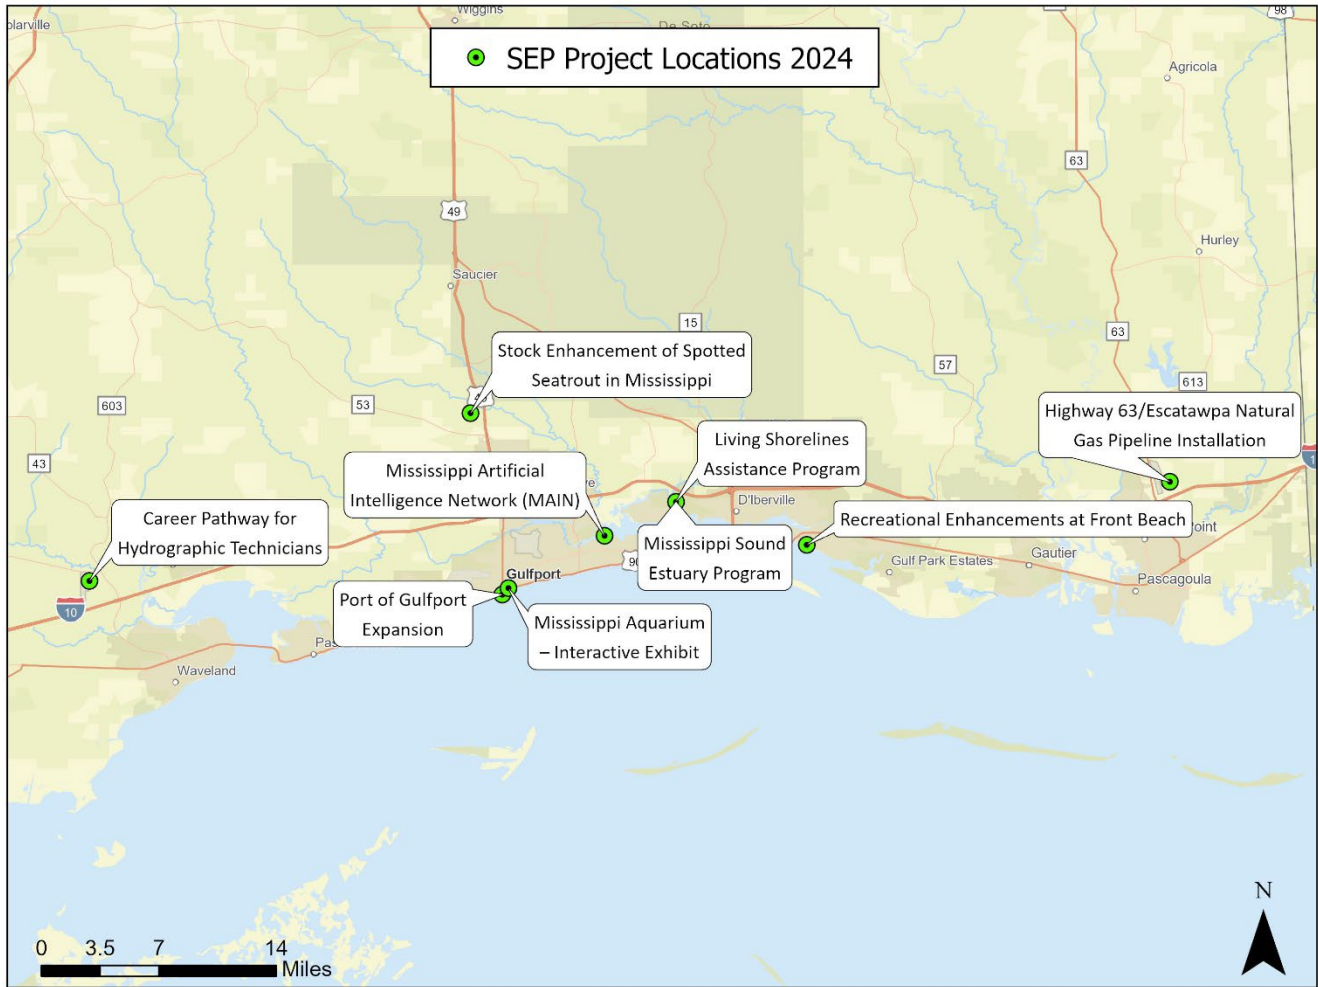 Wiggins
De Soto
98
SEP Project Locations 2024
Agricola
63
49
Hurley
Saucier
15
63
57
613
Stock Enhancement of Spotted
Seatrout in Mississippi
603
53
Highway 63/Escatawpa Natural
Gas Pipeline Installation
Living Shorelines
Assistance Program
43
Mississippi Artificial
Intelligence Network (MAIN)
D'Iberville
Career Pathway for
Hydrographic Technicians
Recreational Enhancements at Front Beach
Mississippi Sound
Estuary Program
Gautier
Gulf Park Estates
90
Gulfport
Pascagoula
10
Port of Gulfport
Expansion
Mississippi Aquarium
– Interactive Exhibit
Waveland
N
0 3.5 7 14
Miles